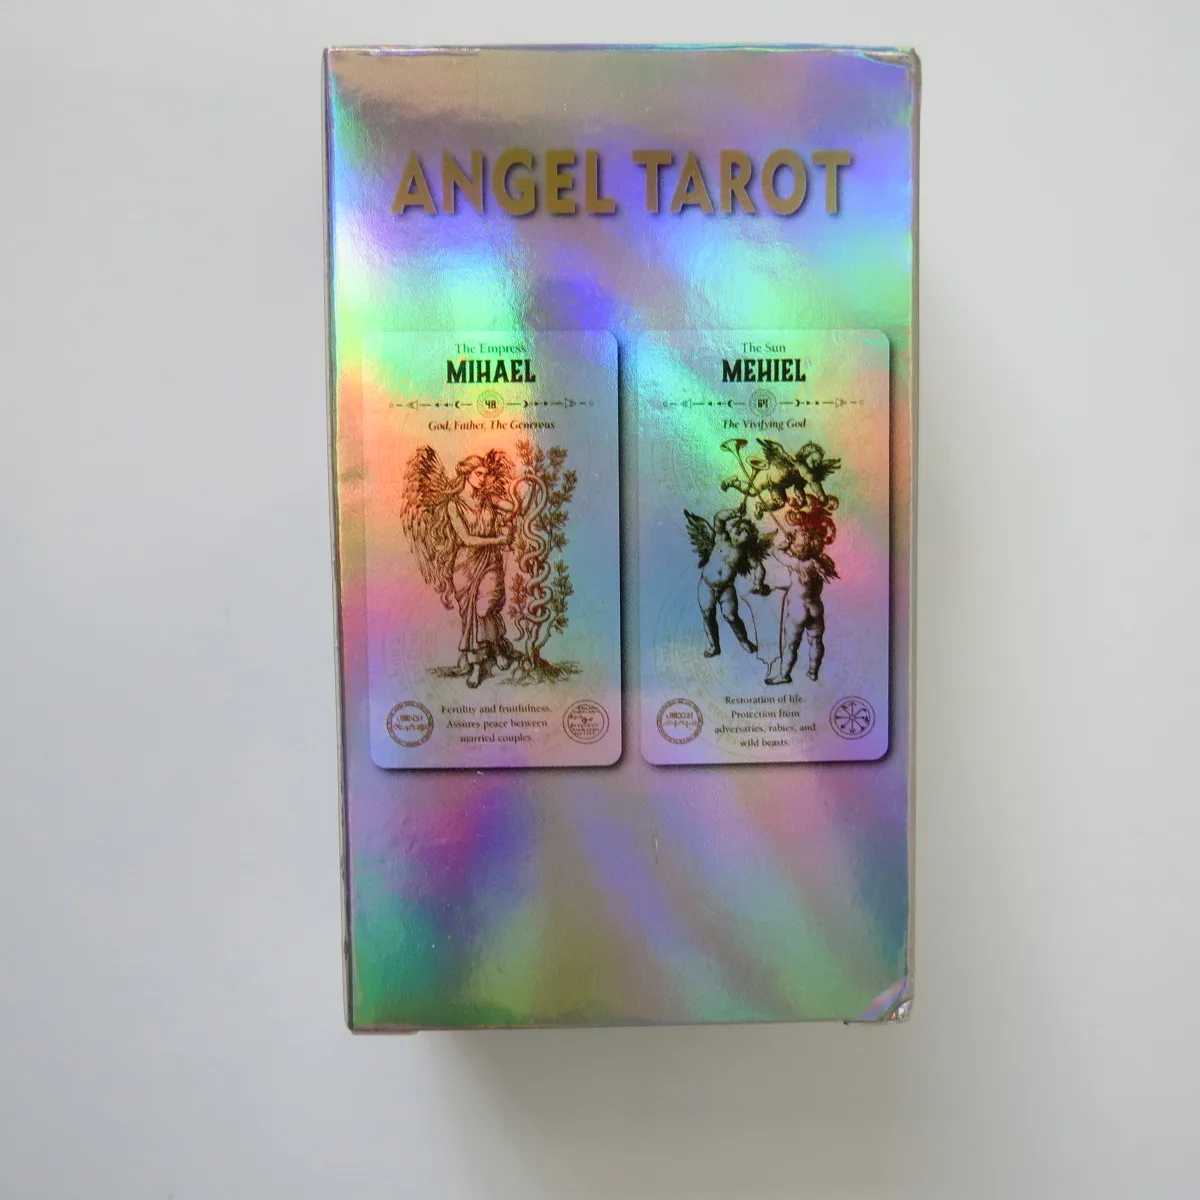 ANGEL TAROT
The Empress
MIHAEL
48
God, Father, The Generous
Fertility and fruitfulness.
Assures peace between
married couples.
The Sun
MEHIEL
64
The Vivifying God
Restoration of life.
Protection from
adversaries, rabies, and
wild beasts.